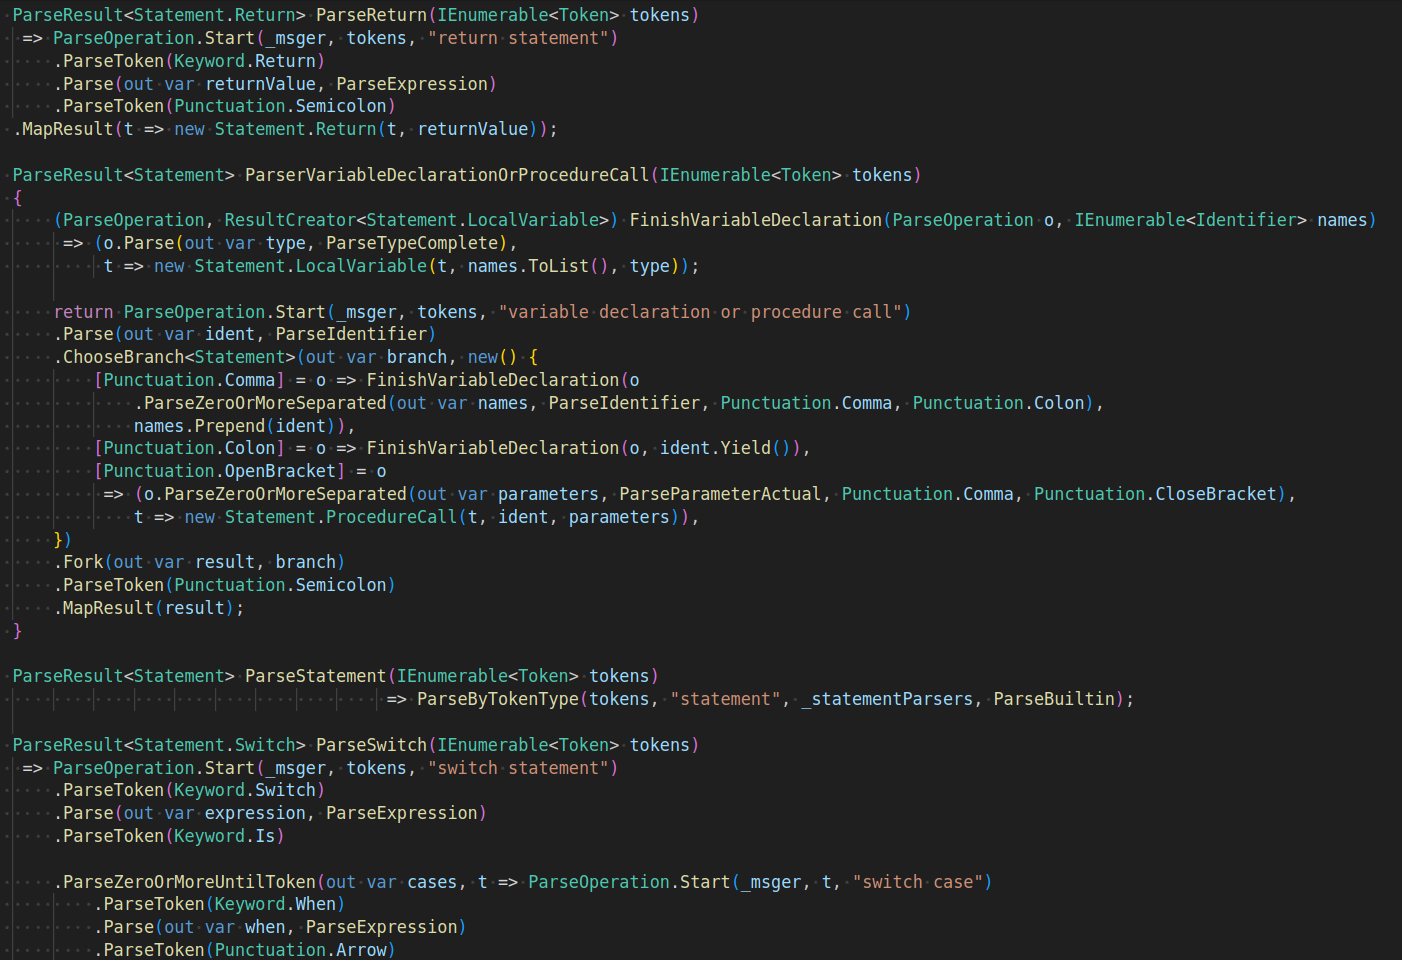 ParseResult<Statement.Return> ParseReturn(IEnumerable<Token> tokens)
 => ParseOperation.Start(_msger, tokens, "return statement")
    .ParseToken(Keyword.Return)
    .Parse(out var returnValue, ParseExpression)
    .ParseToken(Punctuation.Semicolon)
.MapResult(t => new Statement.Return(t, returnValue));

ParseResult<Statement> ParserVariableDeclarationOrProcedureCall(IEnumerable<Token> tokens)
{
    (ParseOperation, ResultCreator<Statement.LocalVariable>) FinishVariableDeclaration(ParseOperation o, IEnumerable<Identifier> names)
     => (o.Parse(out var type, ParseTypeComplete),
         t => new Statement.LocalVariable(t, names.ToList(), type));

    return ParseOperation.Start(_msger, tokens, "variable declaration or procedure call")
    .Parse(out var ident, ParseIdentifier)
    .ChooseBranch<Statement>(out var branch, new() {
        [Punctuation.Comma] = o => FinishVariableDeclaration(o
            .ParseZeroOrMoreSeparated(out var names, ParseIdentifier, Punctuation.Comma, Punctuation.Colon),
            names.Prepend(ident)),
        [Punctuation.Colon] = o => FinishVariableDeclaration(o, ident.Yield()),
        [Punctuation.OpenBracket] = o
         => (o.ParseZeroOrMoreSeparated(out var parameters, ParseParameterActual, Punctuation.Comma, Punctuation.CloseBracket),
            t => new Statement.ProcedureCall(t, ident, parameters)),
    })
    .Fork(out var result, branch)
    .ParseToken(Punctuation.Semicolon)
    .MapResult(result);
}

ParseResult<Statement> ParseStatement(IEnumerable<Token> tokens)
                                     => ParseByTokenType(tokens, "statement", _statementParsers, ParseBuiltin);

ParseResult<Statement.Switch> ParseSwitch(IEnumerable<Token> tokens)
 => ParseOperation.Start(_msger, tokens, "switch statement")
    .ParseToken(Keyword.Switch)
    .Parse(out var expression, ParseExpression)
    .ParseToken(Keyword.Is)

    .ParseZeroOrMoreUntilToken(out var cases, t => ParseOperation.Start(_msger, t, "switch case")
        .ParseToken(Keyword.When)
        .Parse(out var when, ParseExpression)
        .ParseToken(Punctuation.Arrow)